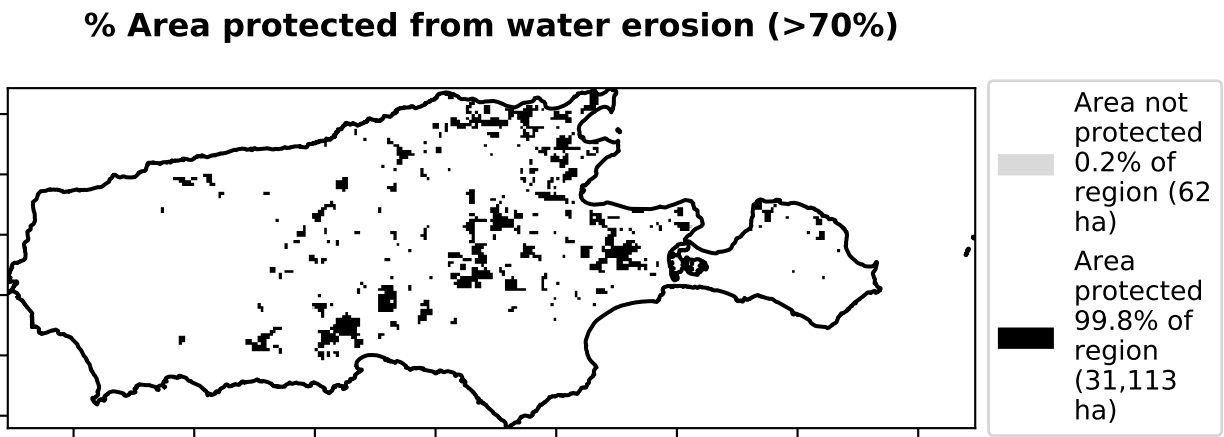 % Area protected from water erosion (>70%)
Area not
protected
0.2% of
region (62
ha)
Area
protected
99.8% of
region
(31,113
ha)